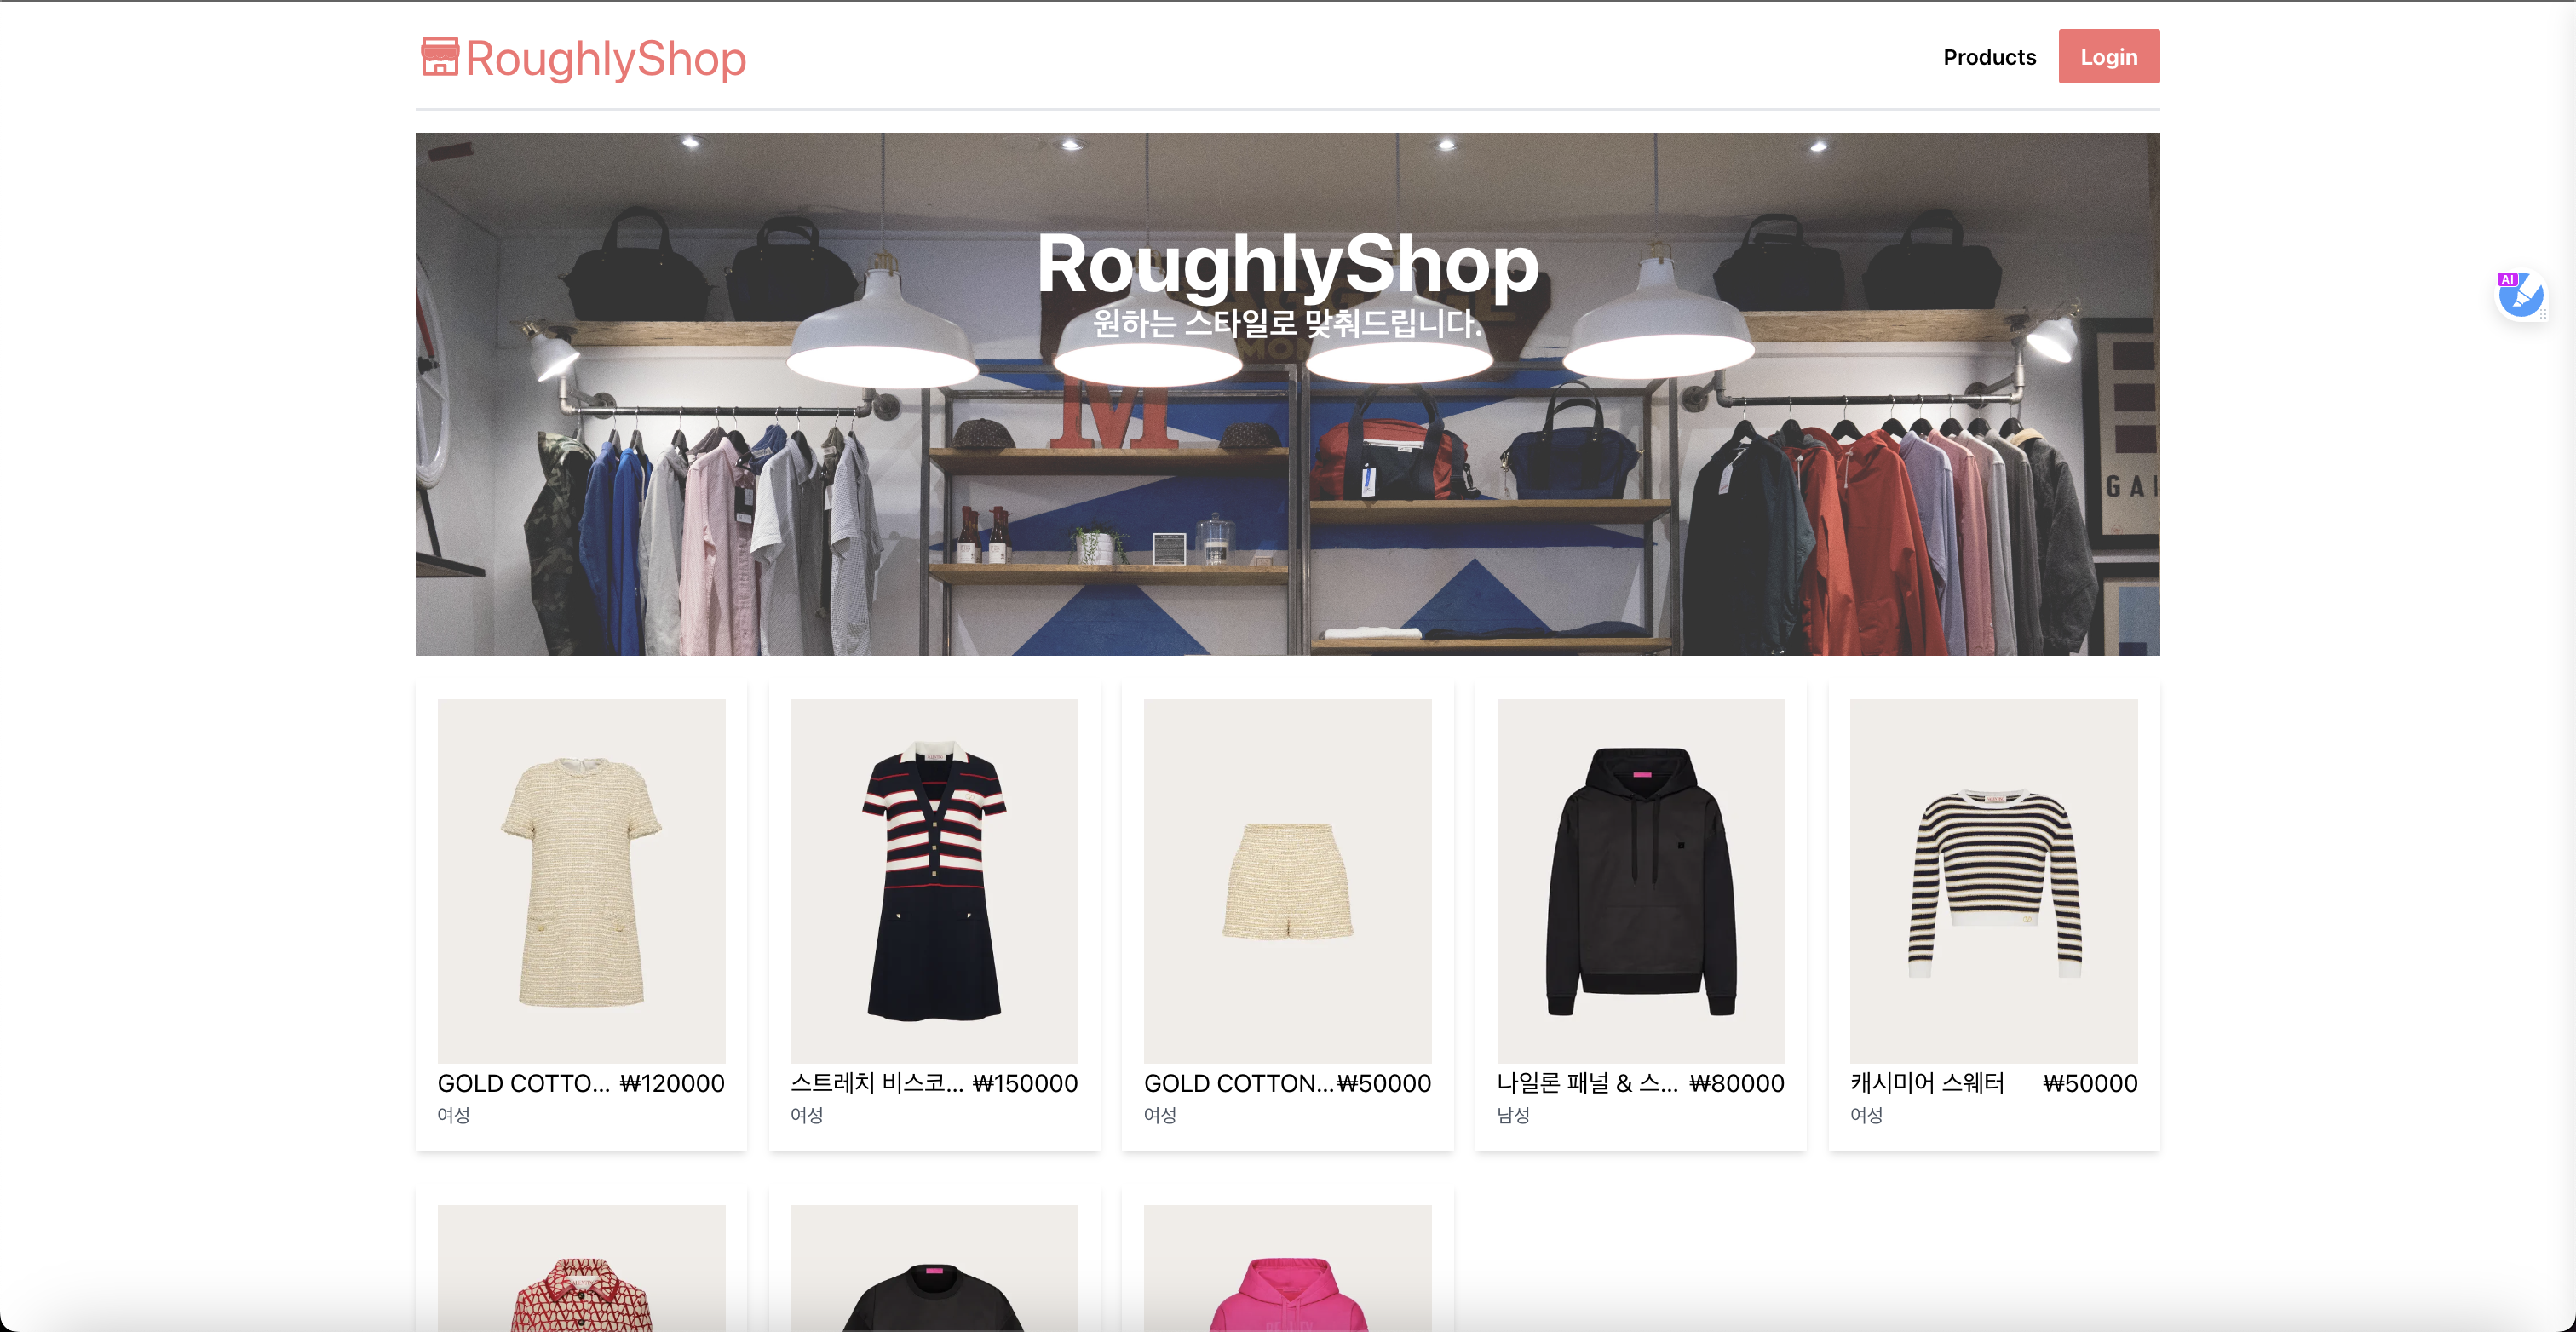 RoughlyShop
Products
Login
AI
RoughlyShop
원하는 스타일로 맞춰드립니다.
M
GAI
GOLD COTTO... ₩120000
여성
스트레치 비스코... ₩150000
여성
GOLD COTTON... ₩50000
여성
나일론 패널 & 스... ₩80000
남성
캐시미어 스웨터 ₩50000
여성